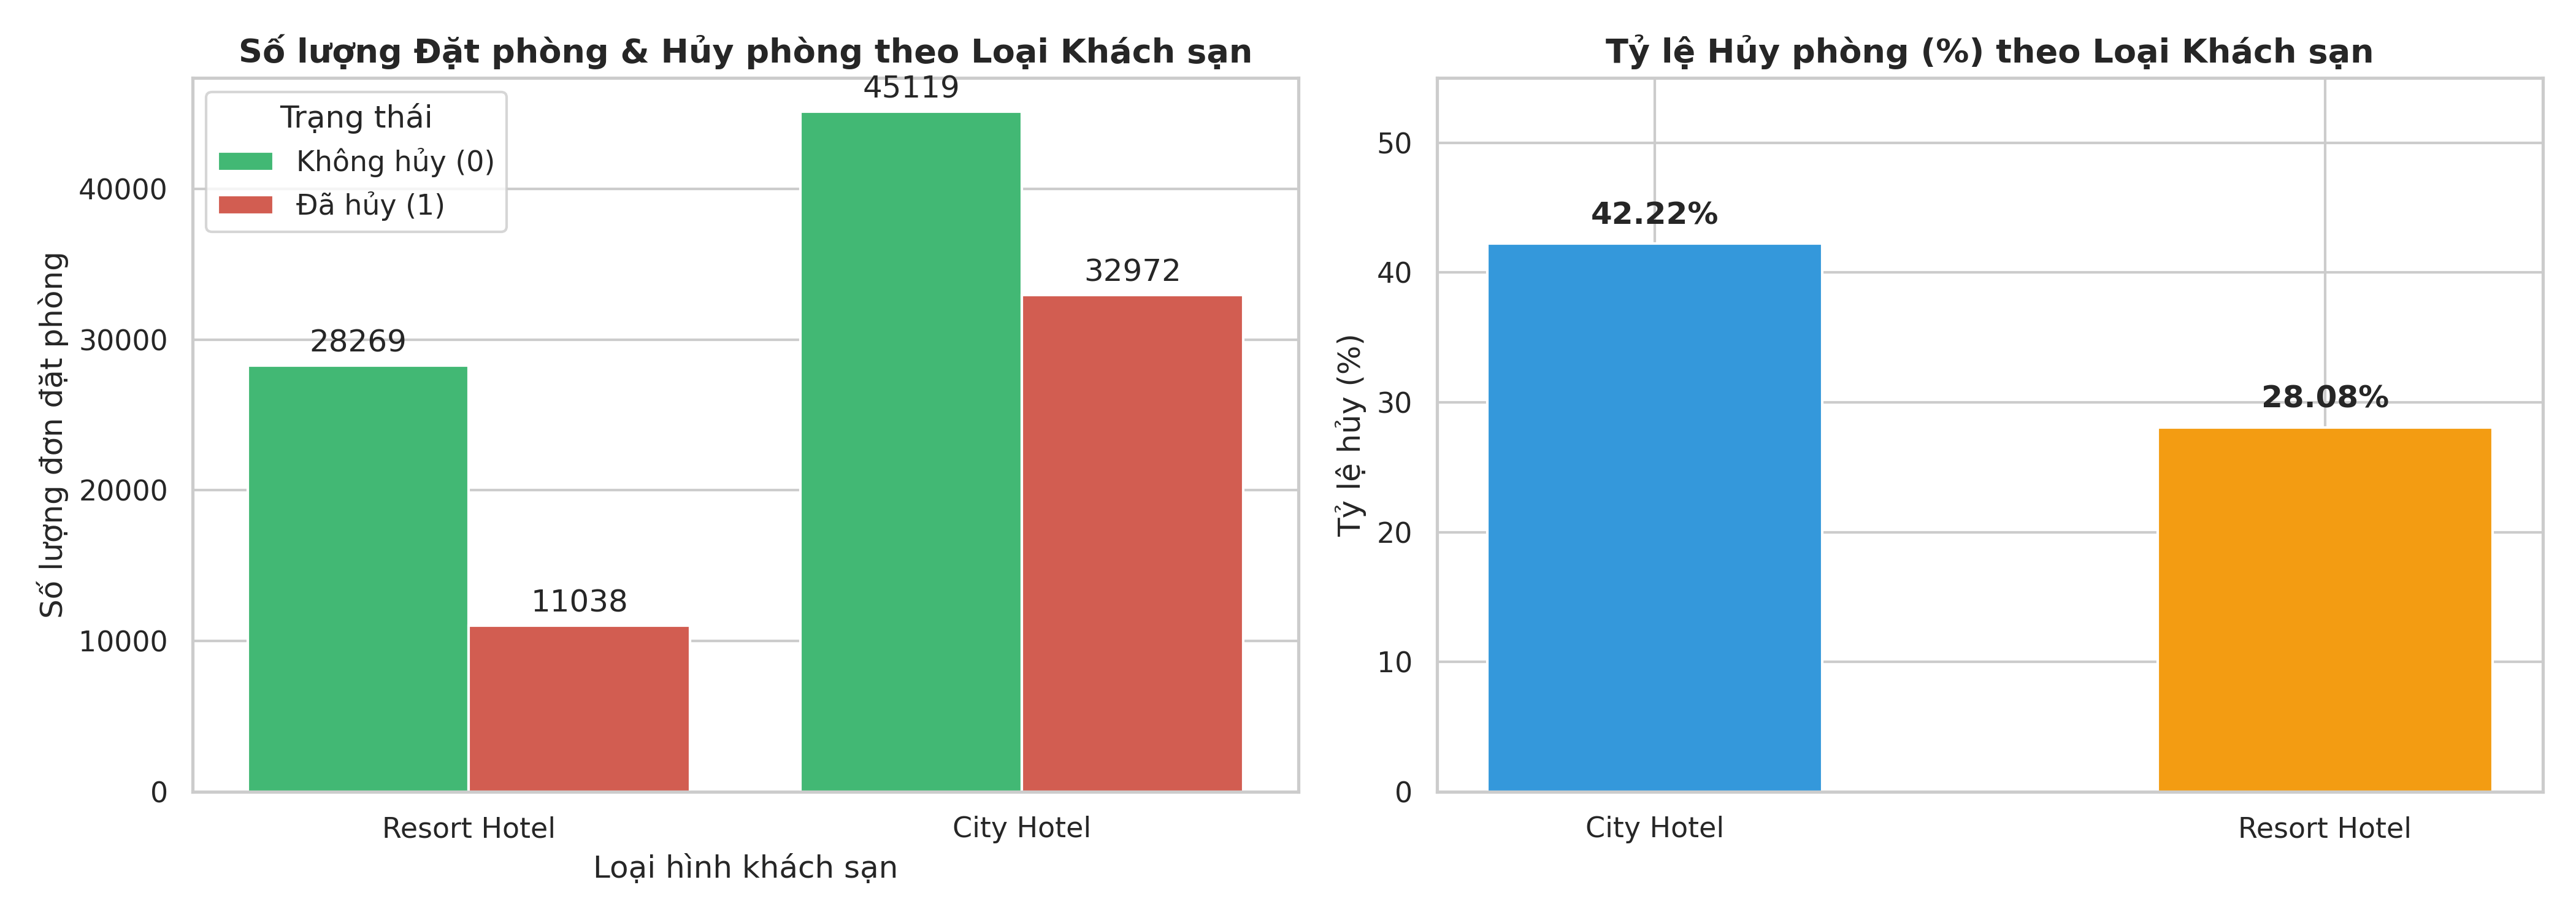 Số lượng Đặt phòng & Hủy phòng theo Loại Khách sạn
Trạng thái
Không hủy (0)
Đã hủy (1)
Số lượng đơn đặt phòng
40000
30000
20000
10000
0
28269
11038
45119
32972
Resort Hotel
City Hotel
Loại hình khách sạn
Tỷ lệ Hủy phòng (%) theo Loại Khách sạn
Tỷ lệ hủy (%)
50
40
30
20
10
0
42.22%
28.08%
City Hotel
Resort Hotel